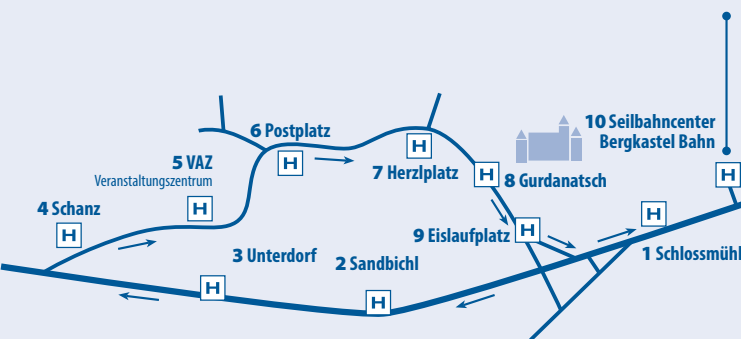 10 Seilbahncenter
Bergkastel Bahn
6 Postplatz
H
H
5 VAZ
Veranstaltungszentrum
H
7 Herzlplatz
H
8 Gurdanatsch
H
4 Schanz
H
H
9 Eislaufplatz
H
H
3 Unterdorf
2 Sandbichl
1 Schlossmühl
H
H